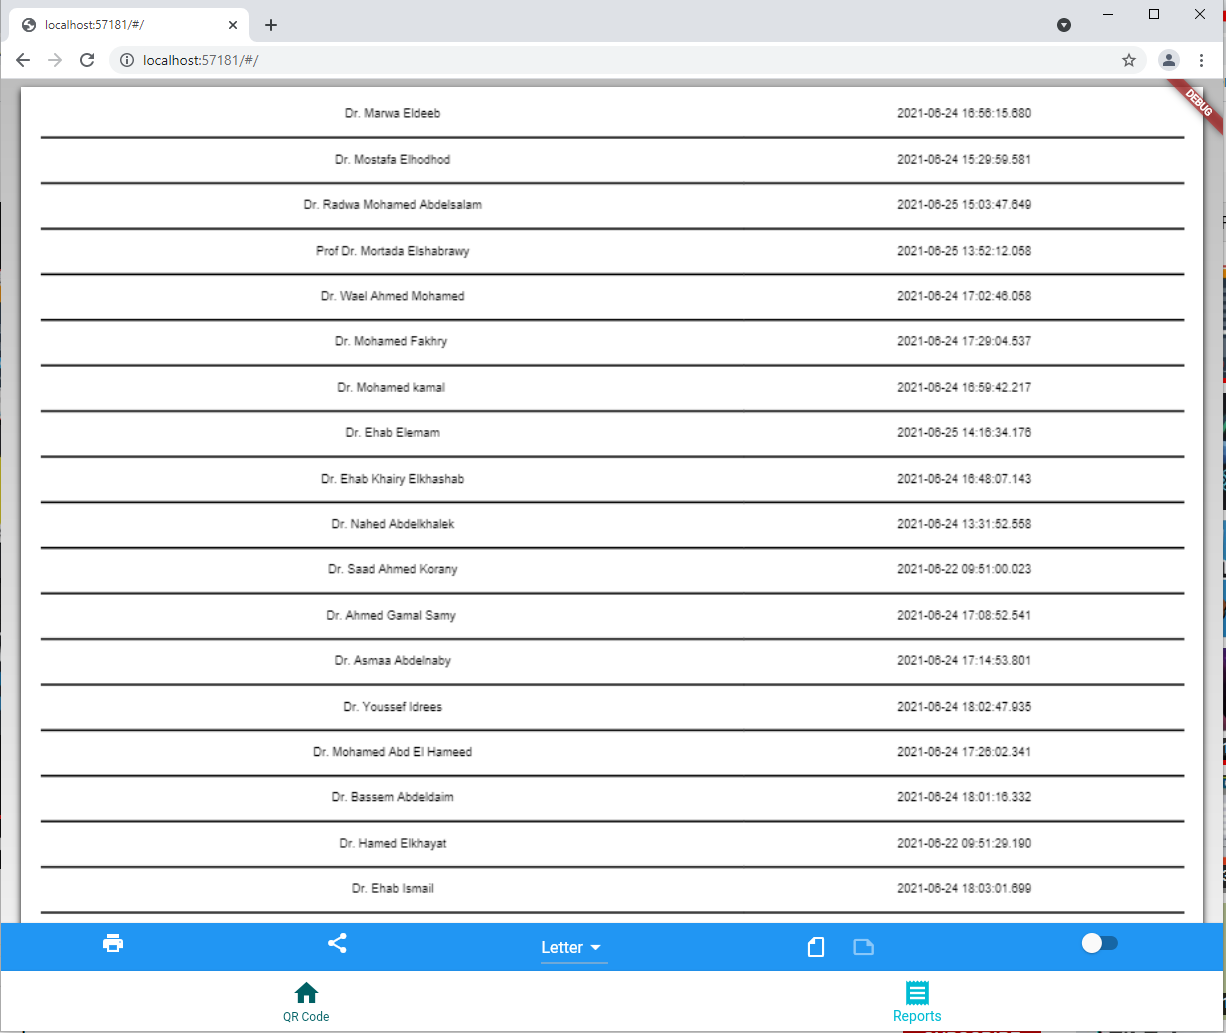 localhost:57181/#/
localhost:57181/#/
DEBUG
Dr. Marwa Eldeeb 2021-06-24 16:56:15.680
Dr. Mostafa Elhodhod 2021-06-24 15:29:59.581
Dr. Radwa Mohamed Abdelsalam 2021-06-25 15:03:47.649
Prof Dr. Mortada Elshabrawy 2021-06-25 13:52:12.058
Dr. Wael Ahmed Mohamed 2021-06-24 17:02:46.058
Dr. Mohamed Fakhry 2021-06-24 17:29:04.537
Dr. Mohamed kamal 2021-06-24 16:59:42.217
Dr. Ehab Elemam 2021-06-25 14:16:34.176
Dr. Ehab Khairy Elkhashab 2021-06-24 16:48:07.143
Dr. Nahed Abdelkhalek 2021-06-24 13:31:52.558
Dr. Saad Ahmed Korany 2021-06-22 09:51:00.023
Dr. Ahmed Gamal Samy 2021-06-24 17:08:52.541
Dr. Asmaa Abdelnaby 2021-06-24 17:14:53.801
Dr. Youssef Idrees 2021-06-24 18:02:47.935
Dr. Mohamed Abd El Hameed 2021-06-24 17:26:02.341
Dr. Bassem Abdeldaim 2021-06-24 18:01:16.332
Dr. Hamed Elkhayat 2021-06-22 09:51:29.190
Dr. Ehab Ismail 2021-06-24 18:03:01.699
Letter
QR Code Reports